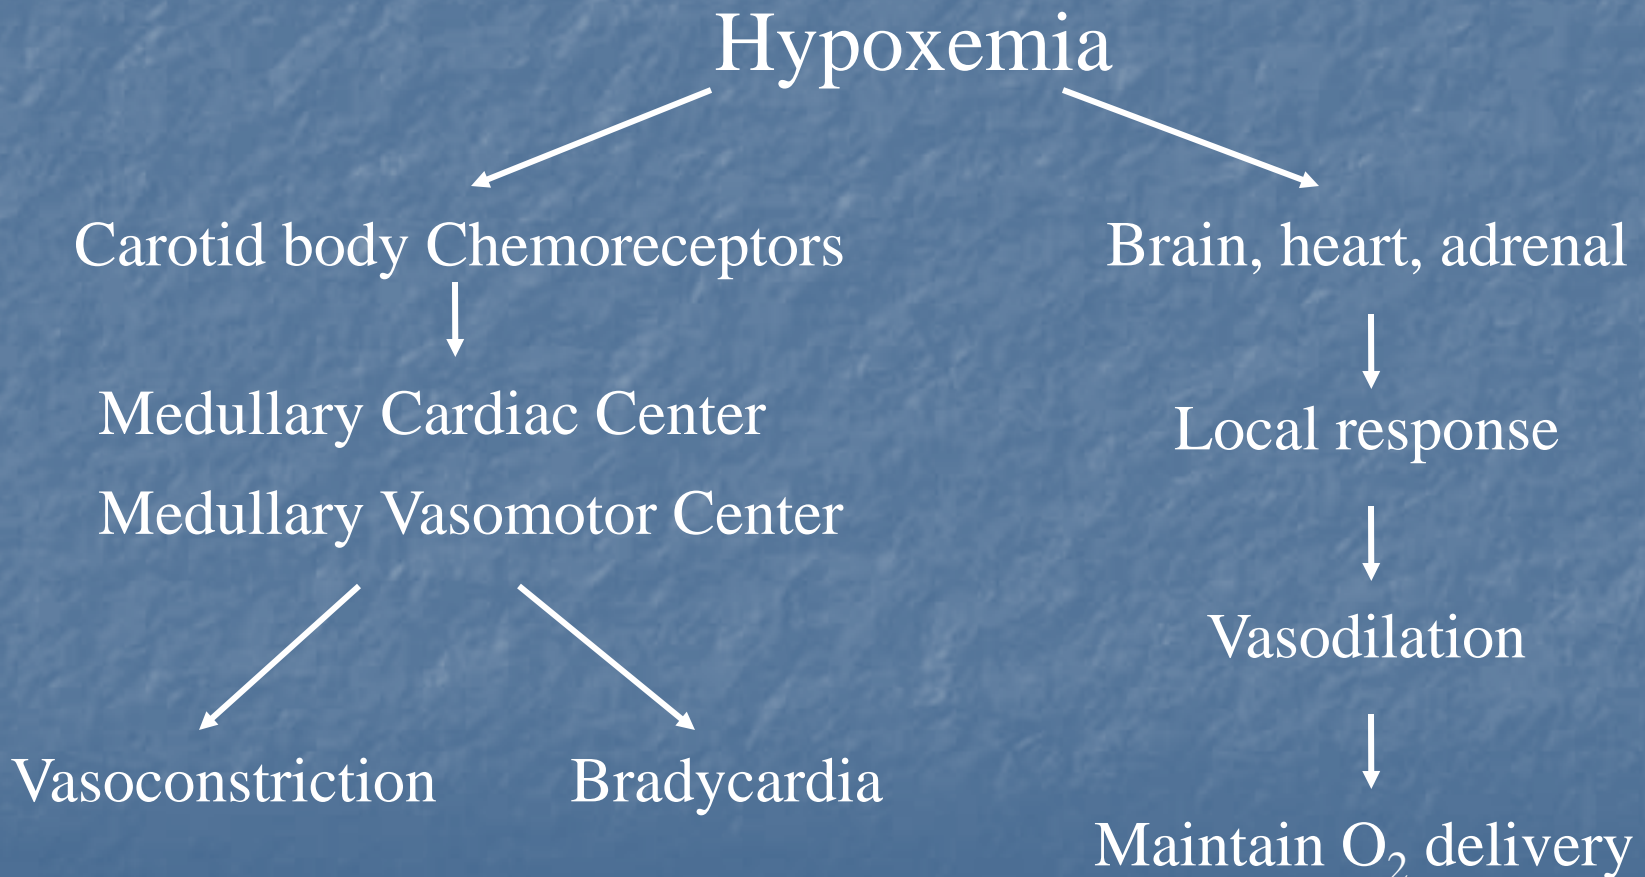 Hypoxemia
Carotid body Chemoreceptors
Medullary Cardiac Center
Medullary Vasomotor Center
Vasoconstriction
Bradycardia
Brain, heart, adrenal
Local response
Vasodilation
Maintain O₂ delivery